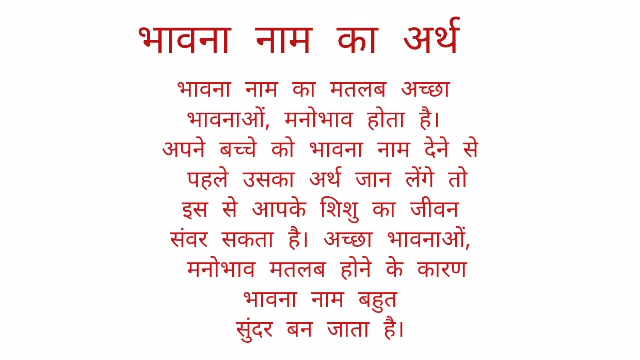 भावना नाम का अर्थ
भावना नाम का मतलब अच्छा
भावनाओं, मनोभाव होता है।
अपने बच्चे को भावना नाम देने से
पहले उसका अर्थ जान लेंगे तो
इस से आपके शिशु का जीवन
संवर सकता है। अच्छा भावनाओं,
मनोभाव मतलब होने के कारण
भावना नाम बहुत
सुंदर बन जाता है।